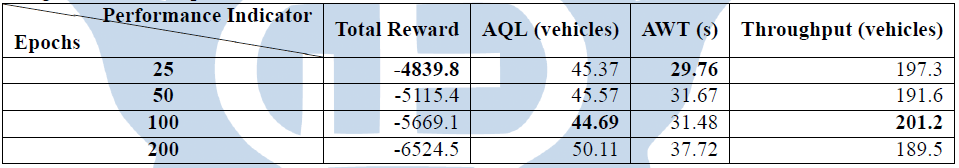 Performance Indicator
Epochs Total Reward AQL (vehicles) AWT (s) Throughput (vehicles)
25 -4839.8 45.37 29.76 197.3
50 -5115.4 45.57 31.67 191.6
100 -5669.1 44.69 31.48 201.2
200 -6524.5 50.11 37.72 189.5